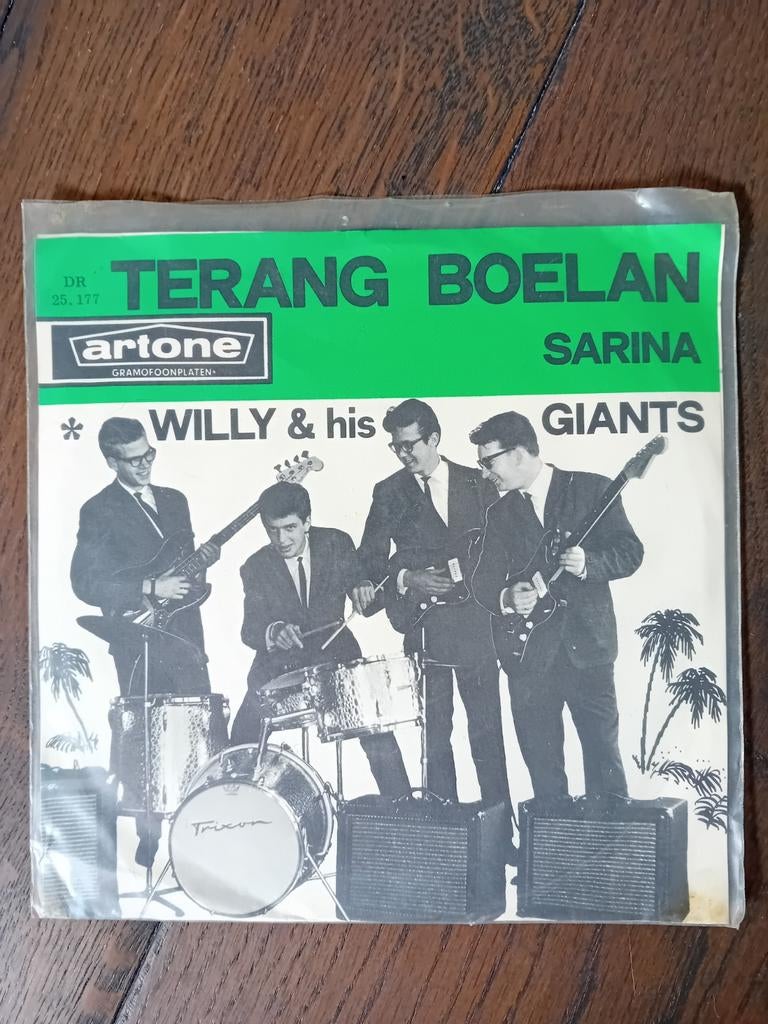 TERANG BOELAN
DR
25.177
artone
GRAMOFOONPLATEN
SARINA
* WILLY & his GIANTS
Trixon